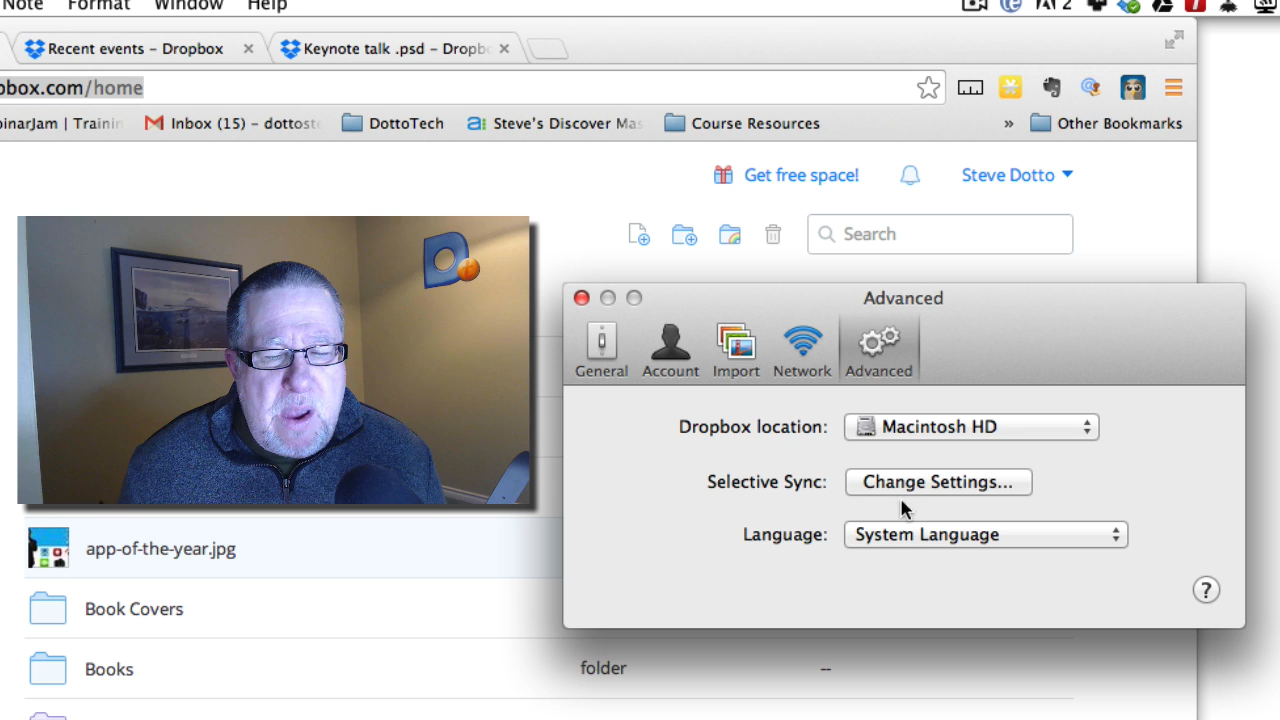 Note Format Window Help
Recent events – Dropbox
Keynote talk .psd – Dropb
pbox.com/home
inarJam | Trainin
Inbox (15) – dottost
DottoTech
Steve's Discover Mas
Course Resources
» Other Bookmarks
Get free space!
Steve Dotto
Search
Advanced
General Account Import Network Advanced
Dropbox location: Macintosh HD
Selective Sync: Change Settings...
Language: System Language
?
app-of-the-year.jpg
Book Covers
Books folder --